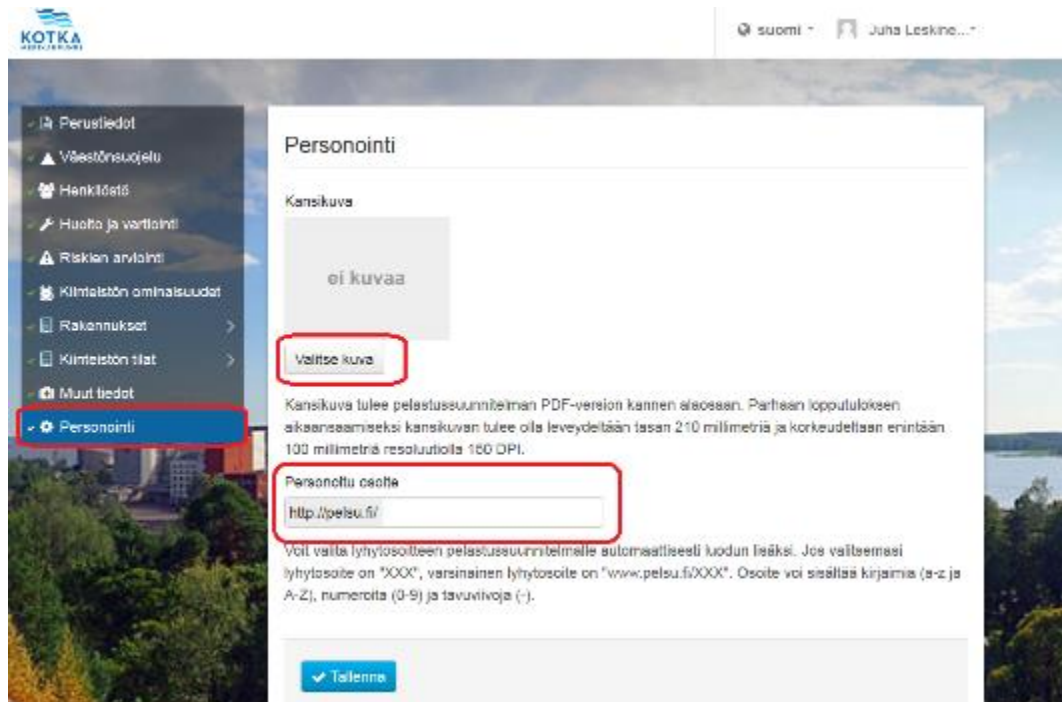 KOTKA
suomi
Juha Leskine...
Perustiedot
Väestönsuojelu
Henkilöstö
Huolto ja vartiointi
Riskien arviointi
Kiinteistön ominaisuudet
Rakennukset
Kiinteistön tilat
Muut tiedot
Personointi
Personointi
Kansikuva
ei kuvaa
Valitse kuva
Kansikuva tulee pelastussuunnitelman PDF-version kannen alaosaan. Parhaan lopputuloksen
aikaansaamiseksi kansikuvan tulee olla leveydeltään tasan 210 millimetriä ja korkeudeltaan enintään
100 millimetriä resoluutiolla 150 DPI.
Personoitu osoite
http://pelsu.fi/
Voit valita lyhytosoitteen pelastussuunnitelmalle automaattisesti luodun lisäksi. Jos valitsemasi
lyhytosoite on "XXX", varsinainen lyhytosoite on "www.pelsu.fi/XXX". Osoite voi sisältää kirjaimia (a-z ja
A-Z), numeroita (0-9) ja tavuviivoja (-).
Tallenna